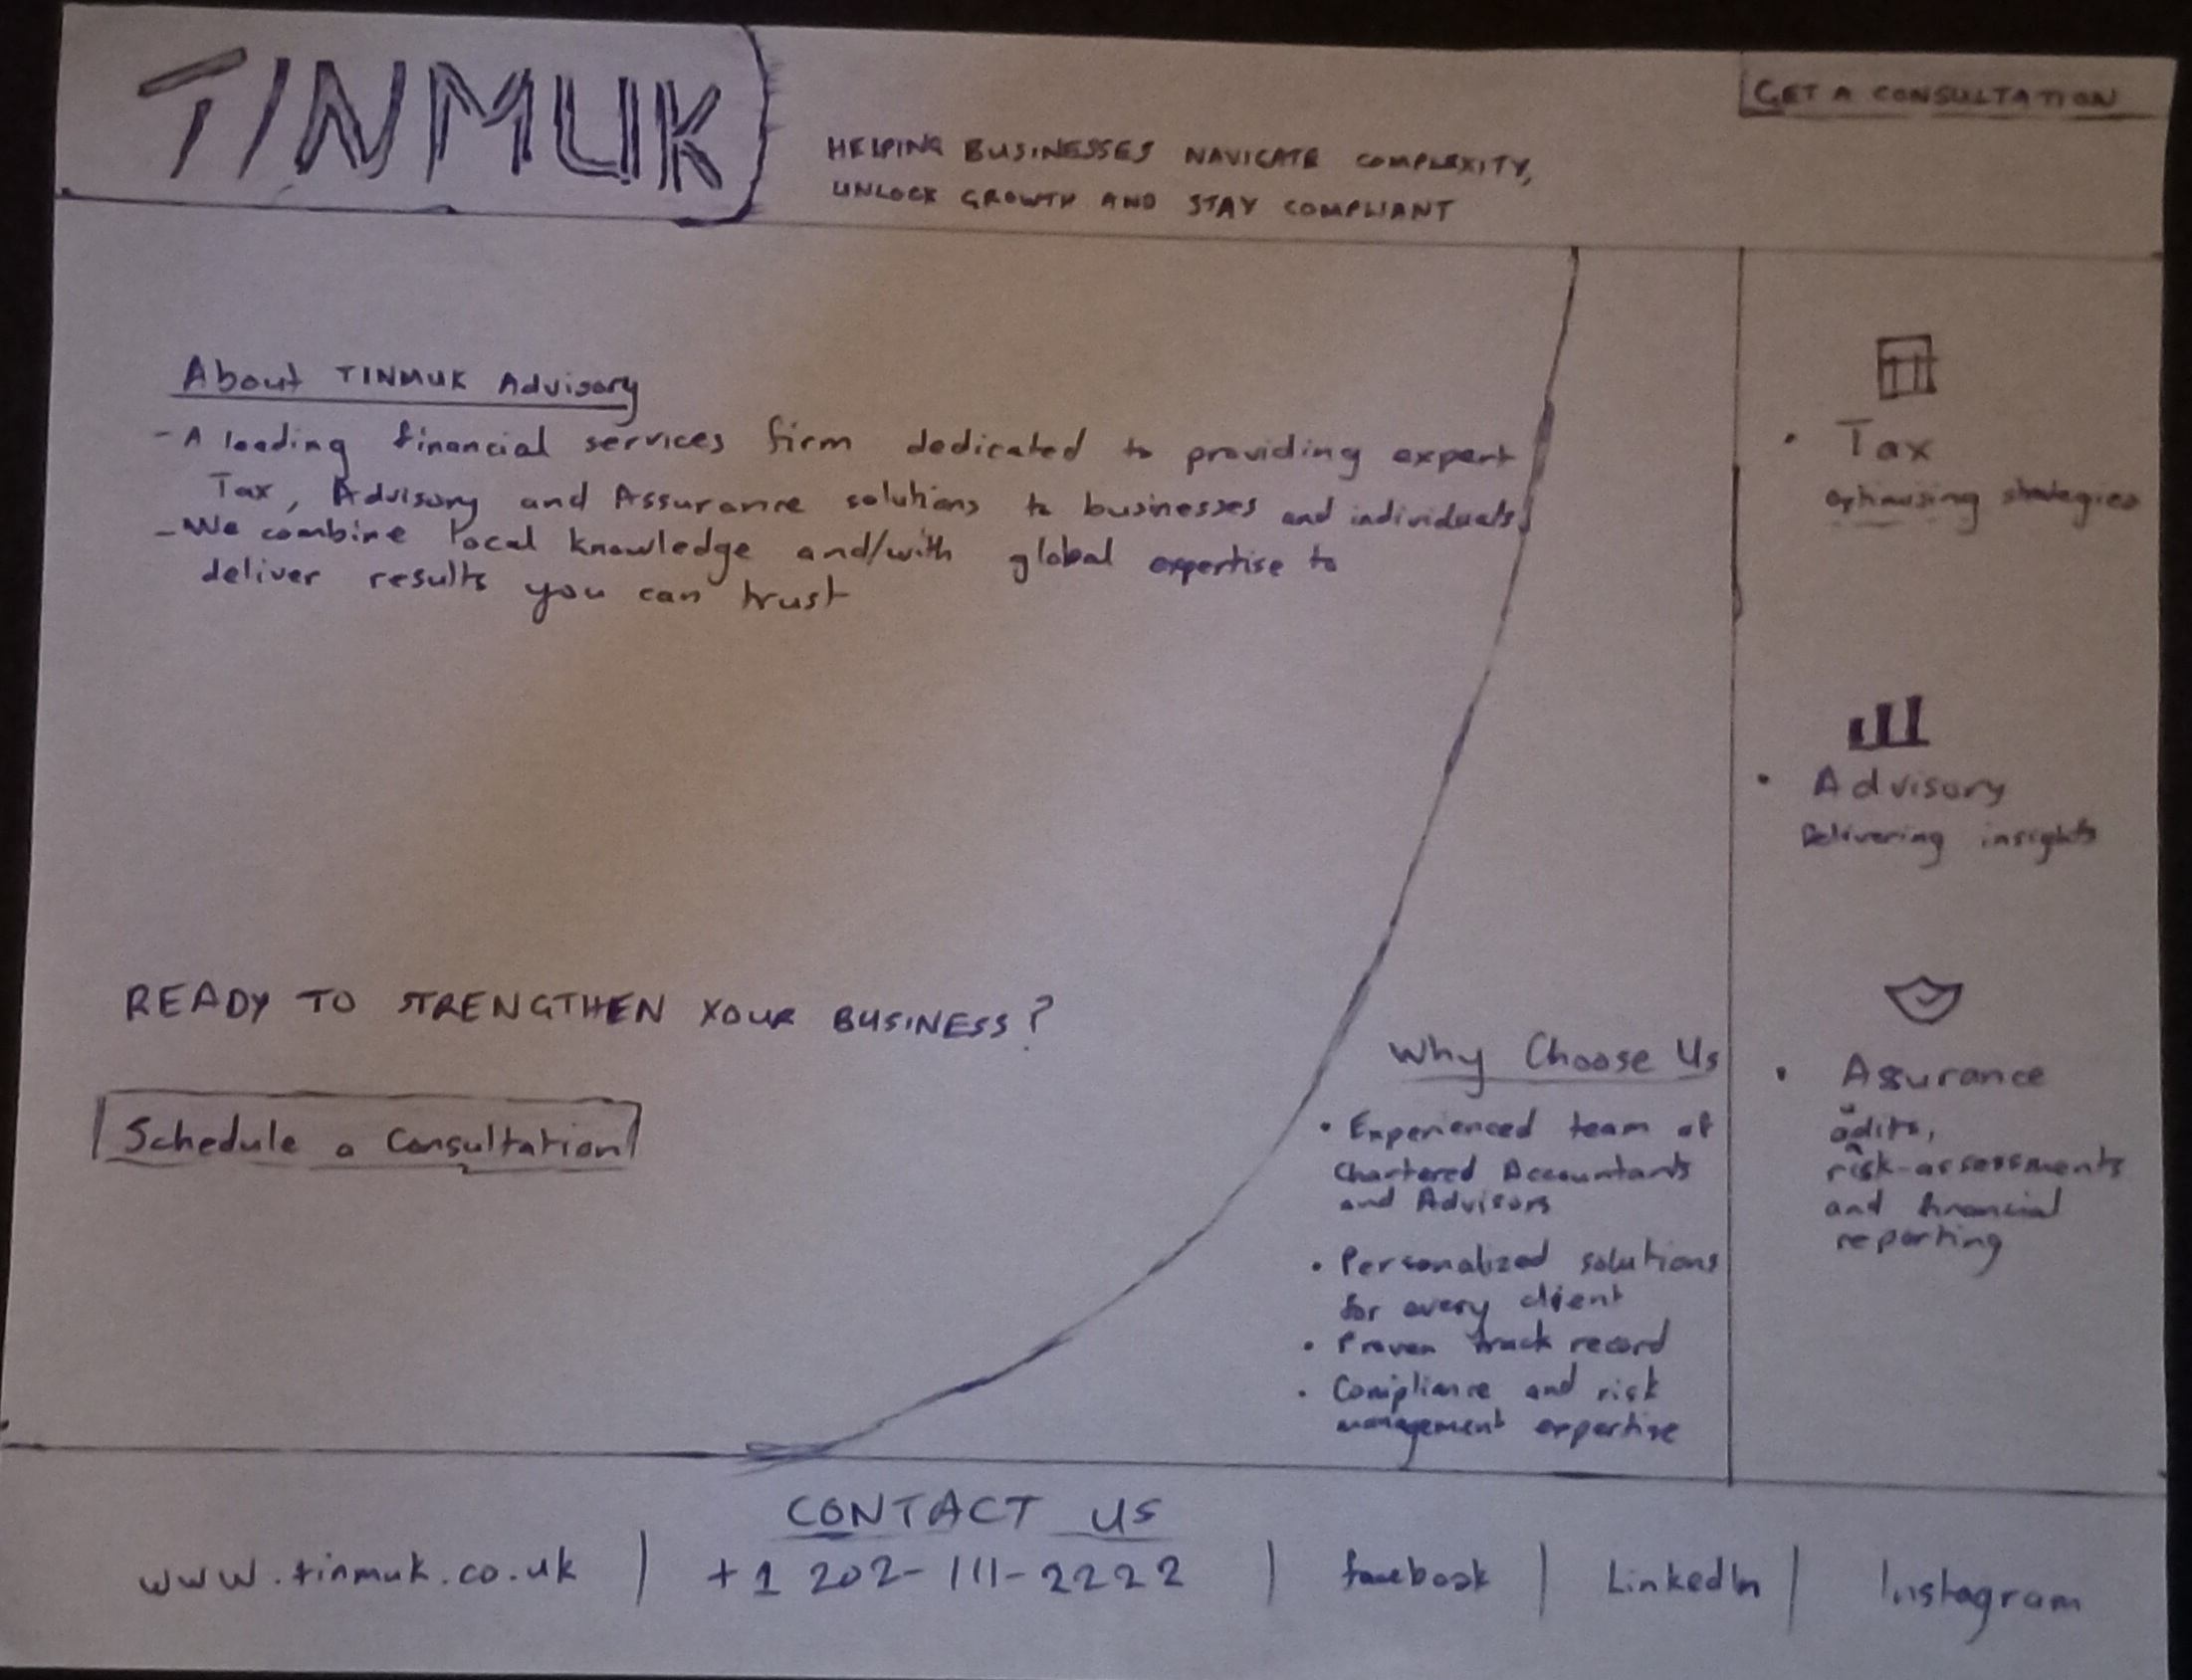 TINMUK
HELPING BUSINESSES NAVIGATE COMPLEXITY,
UNLOCK GROWTH AND STAY COMPLIANT
GET A CONSULTATION
About TINMUK Advisory
- A leading financial services firm dedicated to providing expert
Tax, Advisory and Assurance solutions to businesses and individuals
- We combine local knowledge and/with global expertise to
deliver results you can trust
READY TO STRENGTHEN YOUR BUSINESS?
Schedule a Consultation
Why Choose Us
• Experienced team of
Chartered Accountants
and Advisors
• Personalized solutions
for every client
• Proven track record
• Compliance and risk
management expertise
• Tax
optimising strategies
• Advisory
Delivering insights
• Assurance
risk-assessments
and financial
reporting
CONTACT US
www.tinmuk.co.uk | +1 202-111-2222 | facebook | LinkedIn | Instagram